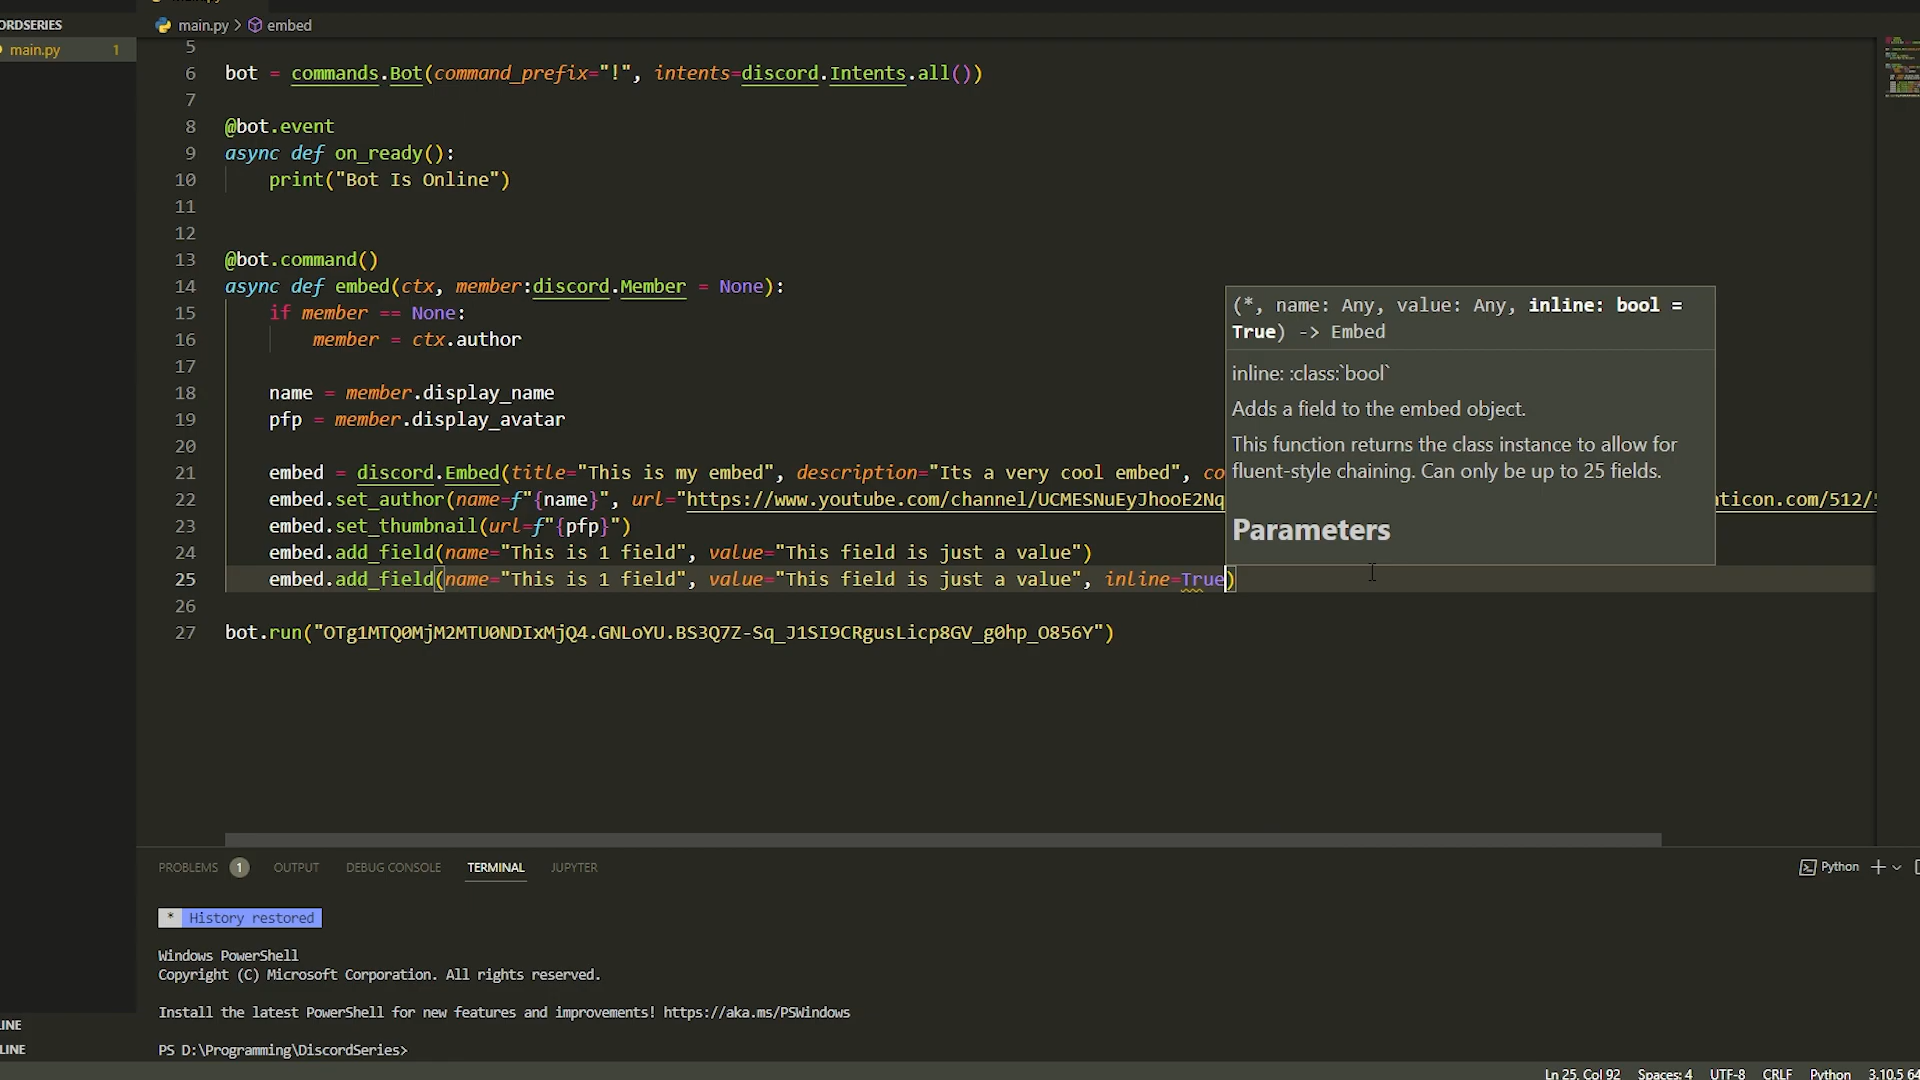 ORDSERIES
main.py > embed
main.py 1
5
6 bot = commands.Bot(command_prefix="!", intents=discord.Intents.all())
7
8 @bot.event
9 async def on_ready():
10 print("Bot Is Online")
11
12
13 @bot.command()
14 async def embed(ctx, member:discord.Member = None):
15 if member == None:
16 member = ctx.author
17
18 name = member.display_name
19 pfp = member.display_avatar
20
21 embed = discord.Embed(title="This is my embed", description="Its a very cool embed", co
22 embed.set_author(name=f"{name}", url="https://www.youtube.com/channel/UCMESNuEyJhooE2Nq
aticon.com/512/
23 embed.set_thumbnail(url=f"{pfp}")
24 embed.add_field(name="This is 1 field", value="This field is just a value")
25 embed.add_field(name="This is 1 field", value="This field is just a value", inline=True)
26
27 bot.run("OTg1MTQ0MjM2MTU0NDIxMjQ4.GNLoYU.BS3Q7Z-Sq_J1SI9CRgusLicp8GV_g0hp_O856Y")
(*, name: Any, value: Any, inline: bool =
True) -> Embed
inline: :class:`bool`
Adds a field to the embed object.
This function returns the class instance to allow for
fluent-style chaining. Can only be up to 25 fields.
Parameters
PROBLEMS 1 OUTPUT DEBUG CONSOLE TERMINAL JUPYTER
Python
* History restored
Windows PowerShell
Copyright (C) Microsoft Corporation. All rights reserved.
Install the latest PowerShell for new features and improvements! https://aka.ms/PSWindows
PS D:\Programming\DiscordSeries>
INE
LINE
Ln 25, Col 92 Spaces: 4 UTF-8 CRLF Python 3.10.5 64